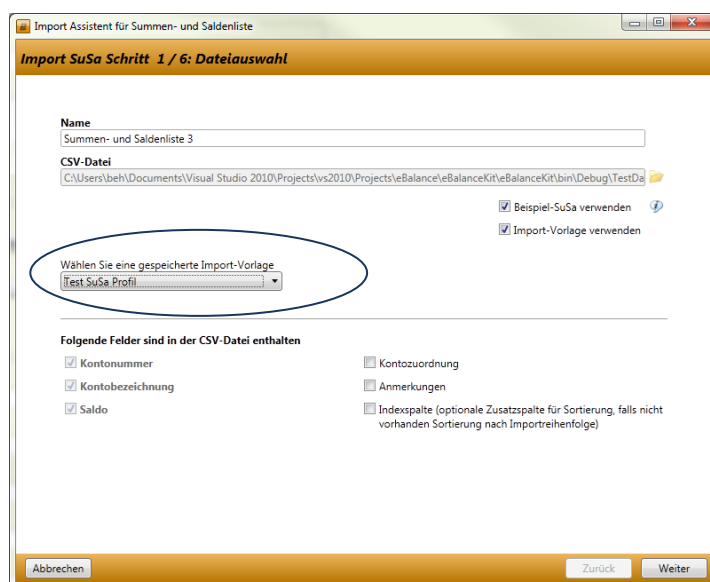 Import Assistent für Summen- und Saldenliste
Import SuSa Schritt 1 / 6: Dateiauswahl
Name
Summen- und Saldenliste 3
CSV-Datei
C:\Users\beh\Documents\Visual Studio 2010\Projects\vs2010\Projects\eBalance\eBalanceKit\eBalanceKit\bin\Debug\TestDa
Beispiel-SuSa verwenden
Import-Vorlage verwenden
Wählen Sie eine gespeicherte Import-Vorlage
Test SuSa Profil
Folgende Felder sind in der CSV-Datei enthalten
Kontonummer
Kontobezeichnung
Saldo
Kontozuordnung
Anmerkungen
Indexspalte (optionale Zusatzspalte für Sortierung, falls nicht
vorhanden Sortierung nach Importreihenfolge)
Abbrechen
Zurück
Weiter